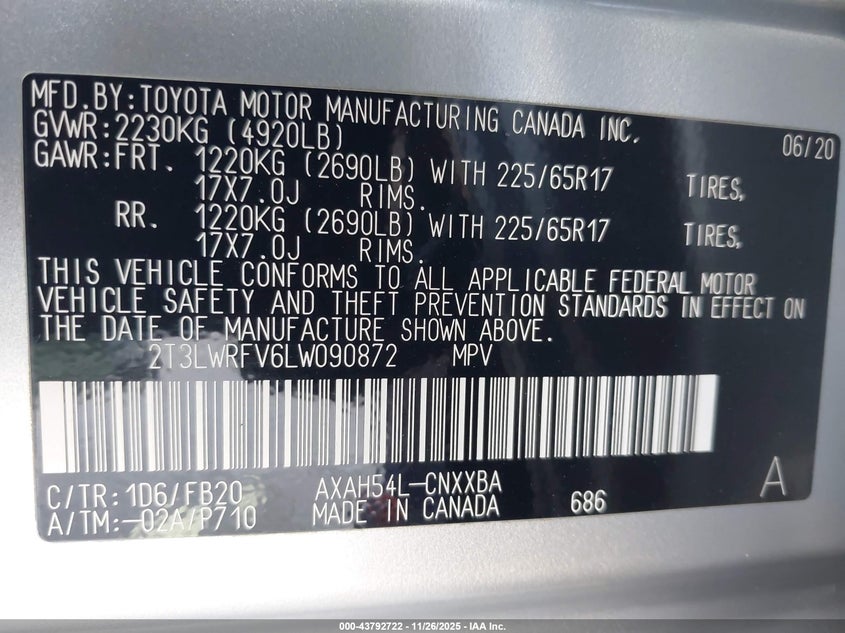 MFD.BY:TOYOTA MOTOR MANUFACTURING CANADA INC.
GVWR:2230KG (4920LB) 06/20
GAWR:FRT. 1220KG (2690LB) WITH 225/65R17 TIRES,
17X7.0J RIMS.
RR. 1220KG (2690LB) WITH 225/65R17 TIRES,
17X7.0J RIMS.
THIS VEHICLE CONFORMS TO ALL APPLICABLE FEDERAL MOTOR
VEHICLE SAFETY AND THEFT PREVENTION STANDARDS IN EFFECT ON
THE DATE OF MANUFACTURE SHOWN ABOVE.
2T3LWRFV6LW090872 MPV
C/TR:1D6/FB20 AXAH54L-CNXXBA A
A/TM:-02A/P710 MADE IN CANADA 686
000-43792722 - 11/26/2025 - IAA Inc.